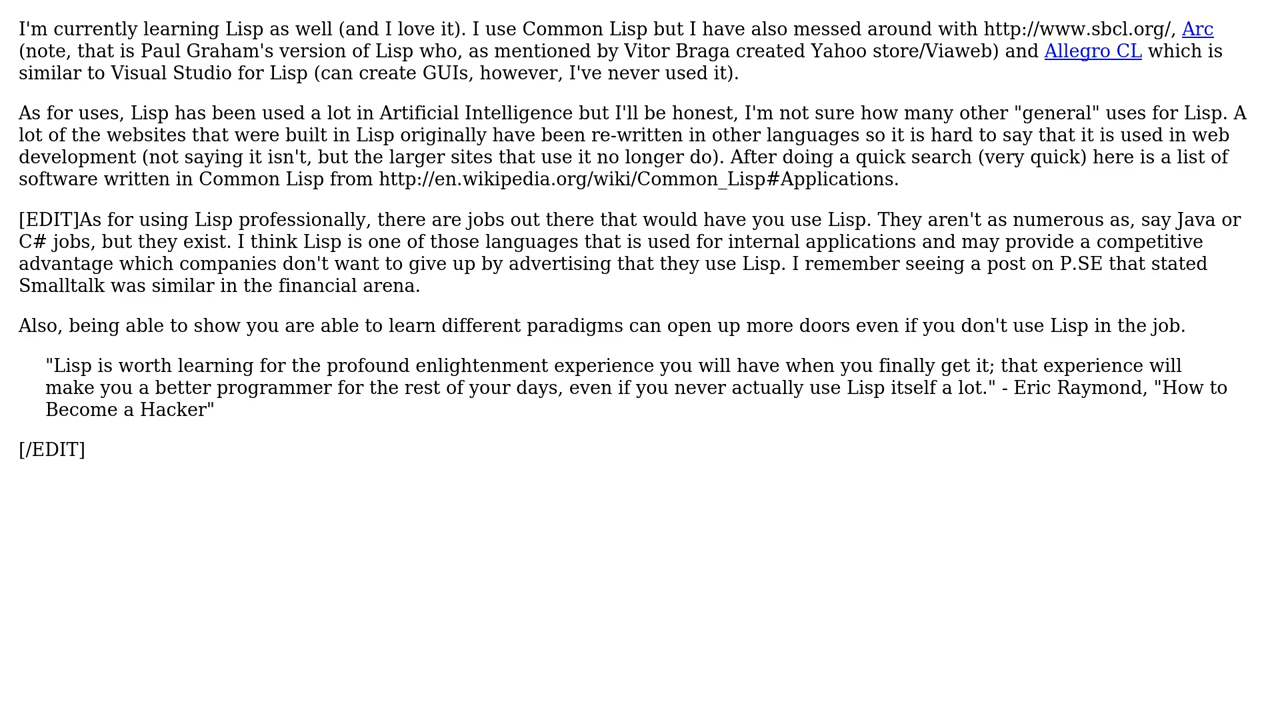 I'm currently learning Lisp as well (and I love it). I use Common Lisp but I have also messed around with http://www.sbcl.org/, Arc
(note, that is Paul Graham's version of Lisp who, as mentioned by Vitor Braga created Yahoo store/Viaweb) and Allegro CL which is
similar to Visual Studio for Lisp (can create GUIs, however, I've never used it).
As for uses, Lisp has been used a lot in Artificial Intelligence but I'll be honest, I'm not sure how many other "general" uses for Lisp. A
lot of the websites that were built in Lisp originally have been re-written in other languages so it is hard to say that it is used in web
development (not saying it isn't, but the larger sites that use it no longer do). After doing a quick search (very quick) here is a list of
software written in Common Lisp from http://en.wikipedia.org/wiki/Common_Lisp#Applications.
[EDIT]As for using Lisp professionally, there are jobs out there that would have you use Lisp. They aren't as numerous as, say Java or
C# jobs, but they exist. I think Lisp is one of those languages that is used for internal applications and may provide a competitive
advantage which companies don't want to give up by advertising that they use Lisp. I remember seeing a post on P.SE that stated
Smalltalk was similar in the financial arena.
Also, being able to show you are able to learn different paradigms can open up more doors even if you don't use Lisp in the job.
"Lisp is worth learning for the profound enlightenment experience you will have when you finally get it; that experience will
make you a better programmer for the rest of your days, even if you never actually use Lisp itself a lot." - Eric Raymond, "How to
Become a Hacker"
[/EDIT]